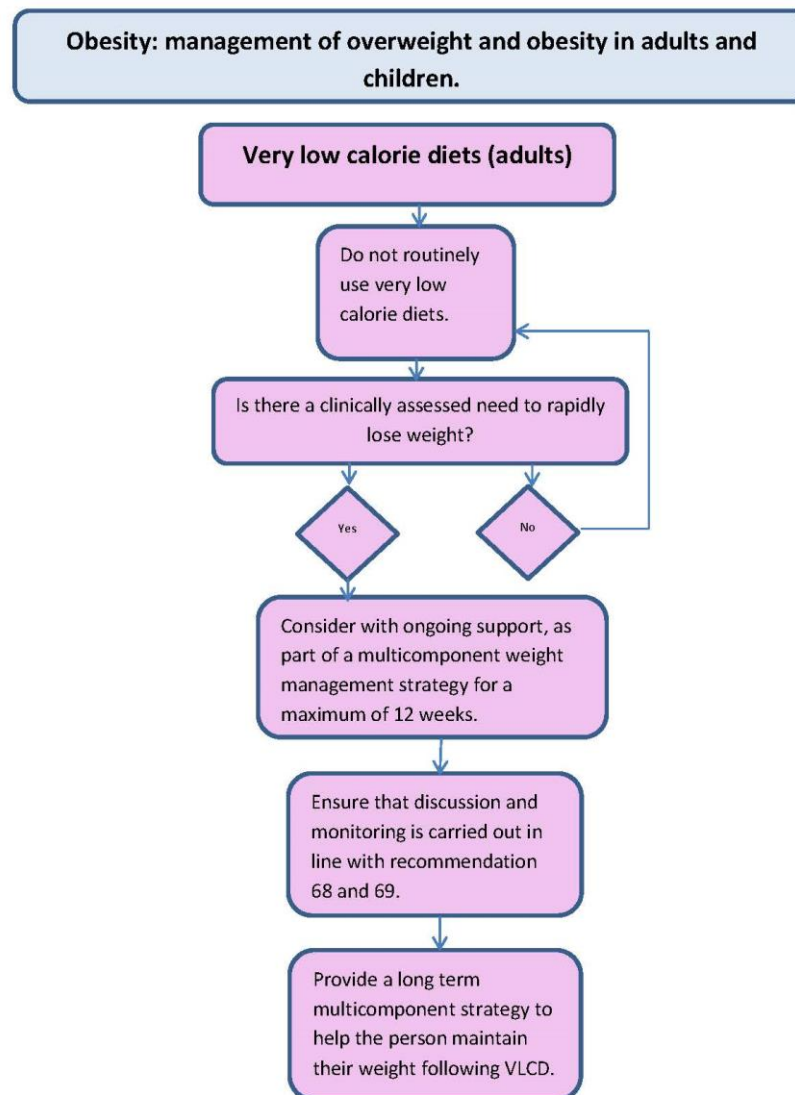 Obesity: management of overweight and obesity in adults and
children.
Very low calorie diets (adults)
Do not routinely
use very low
calorie diets.
Is there a clinically assessed need to rapidly
lose weight?
Yes
No
Consider with ongoing support, as
part of a multicomponent weight
management strategy for a
maximum of 12 weeks.
Ensure that discussion and
monitoring is carried out in
line with recommendation
68 and 69.
Provide a long term
multicomponent strategy to
help the person maintain
their weight following VLCD.